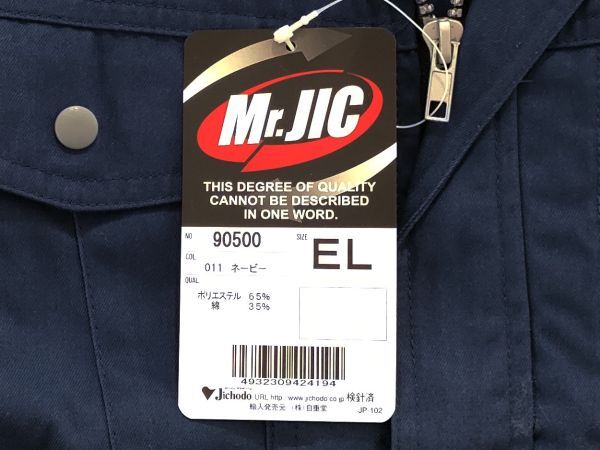 Mr.JIC
THIS DEGREE OF QUALITY
CANNOT BE DESCRIBED
IN ONE WORD.
NO 90500 SIZE EL
COL 011 ネービー
QUAL
ポリエステル 65%
綿 35%
4932309424194
Jichodo URL http www.jichodo.co.jp 検針済
輸入発売元 (株)自重堂 JP-102